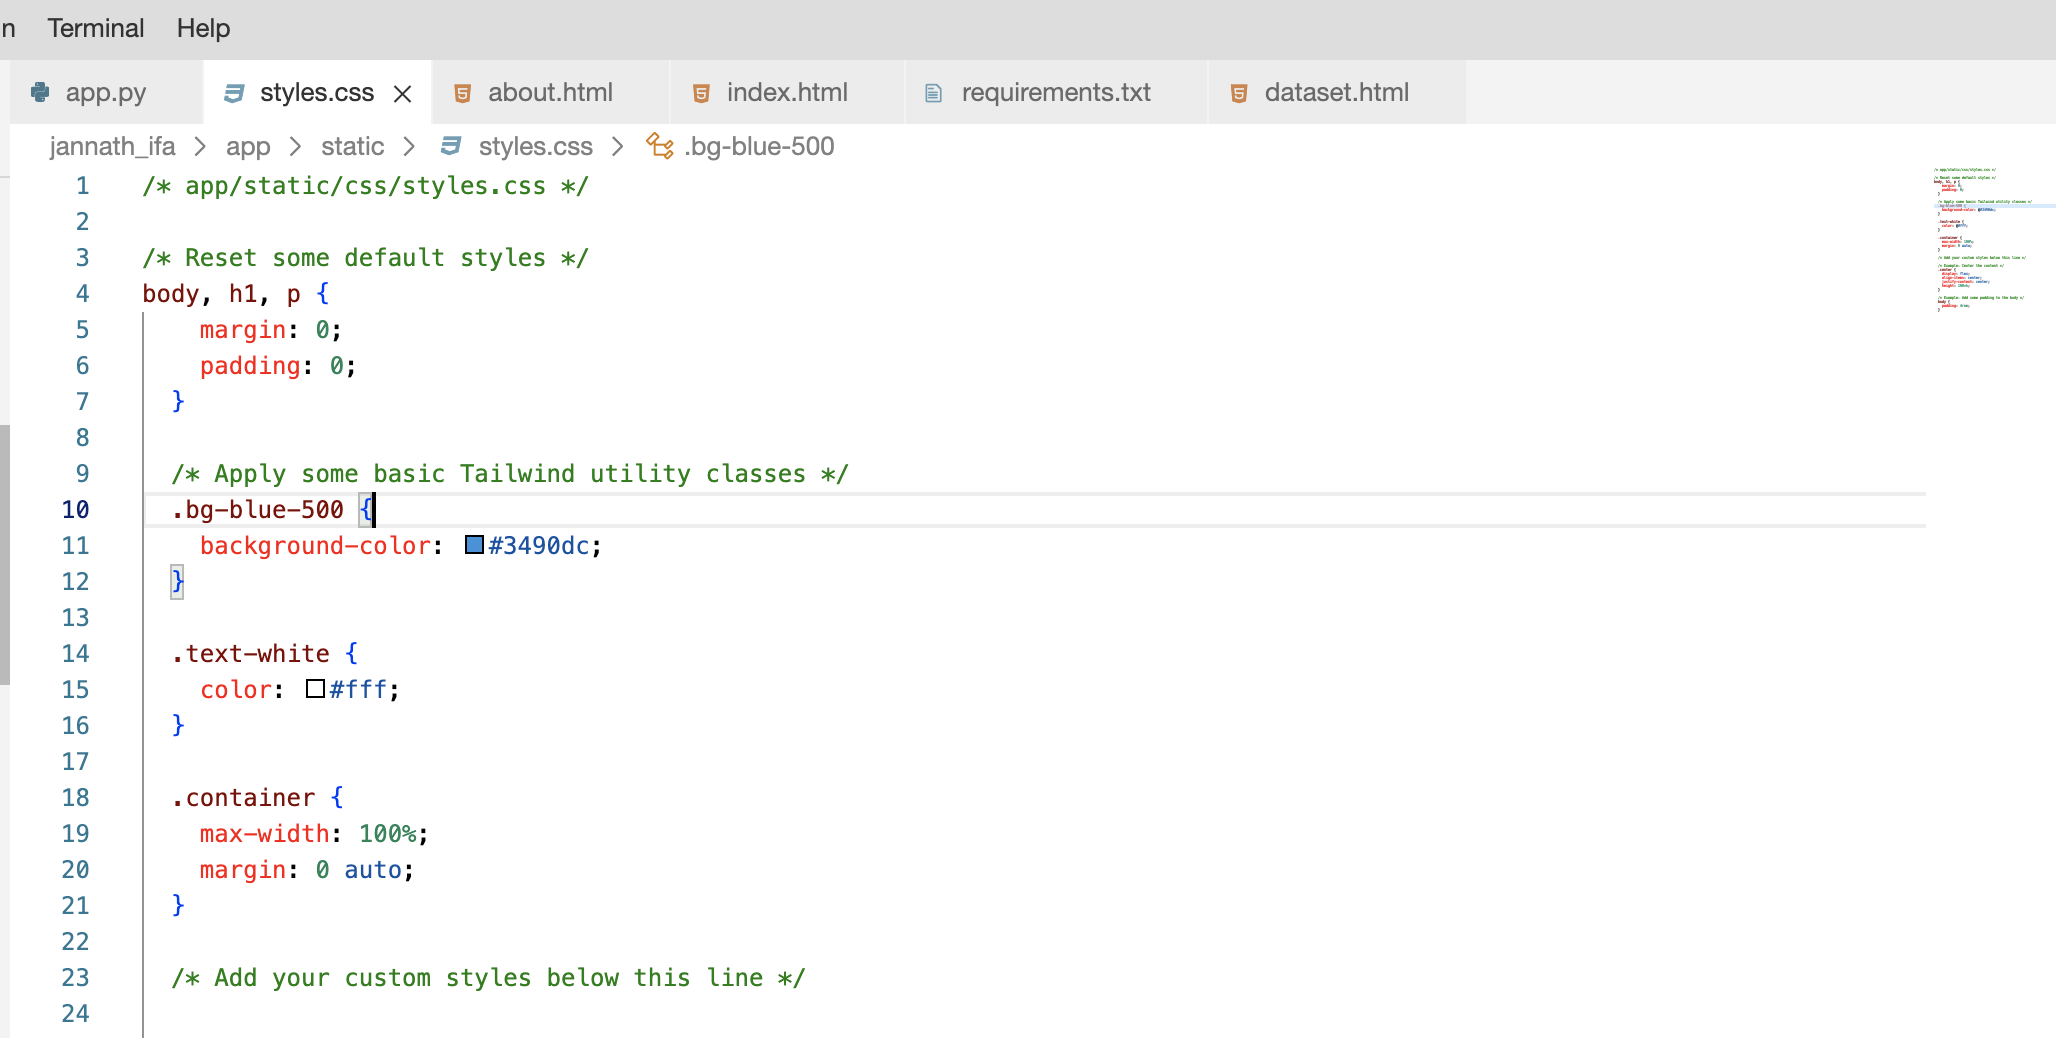 n Terminal Help
app.py styles.css about.html index.html requirements.txt dataset.html
jannath_ifa > app > static > styles.css > .bg-blue-500
1 /* app/static/css/styles.css */
2
3 /* Reset some default styles */
4 body, h1, p {
5 margin: 0;
6 padding: 0;
7 }
8
9 /* Apply some basic Tailwind utility classes */
10 .bg-blue-500 {
11 background-color: #3490dc;
12 }
13
14 .text-white {
15 color: #fff;
16 }
17
18 .container {
19 max-width: 100%;
20 margin: 0 auto;
21 }
22
23 /* Add your custom styles below this line */
24